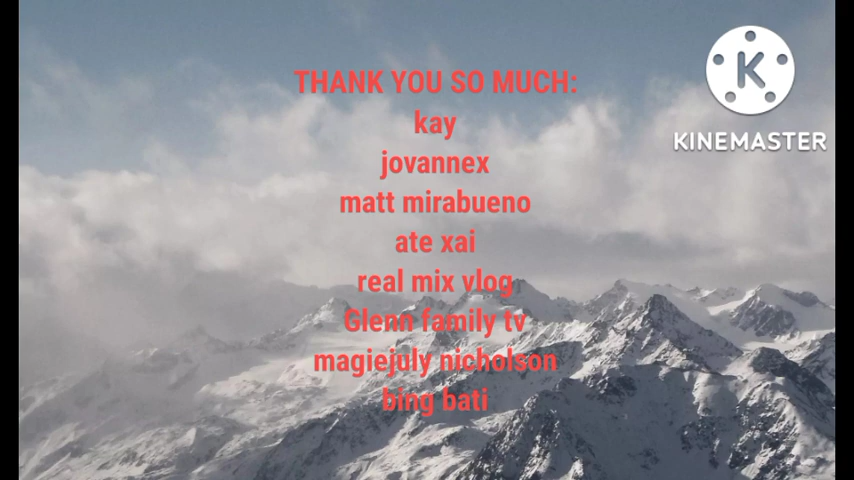 THANK YOU SO MUCH:
kay
jovannex
matt mirabueno
ate xai
real mix vlog
Glenn family tv
magiejuly nicholson
bing bati
K
KINEMASTER